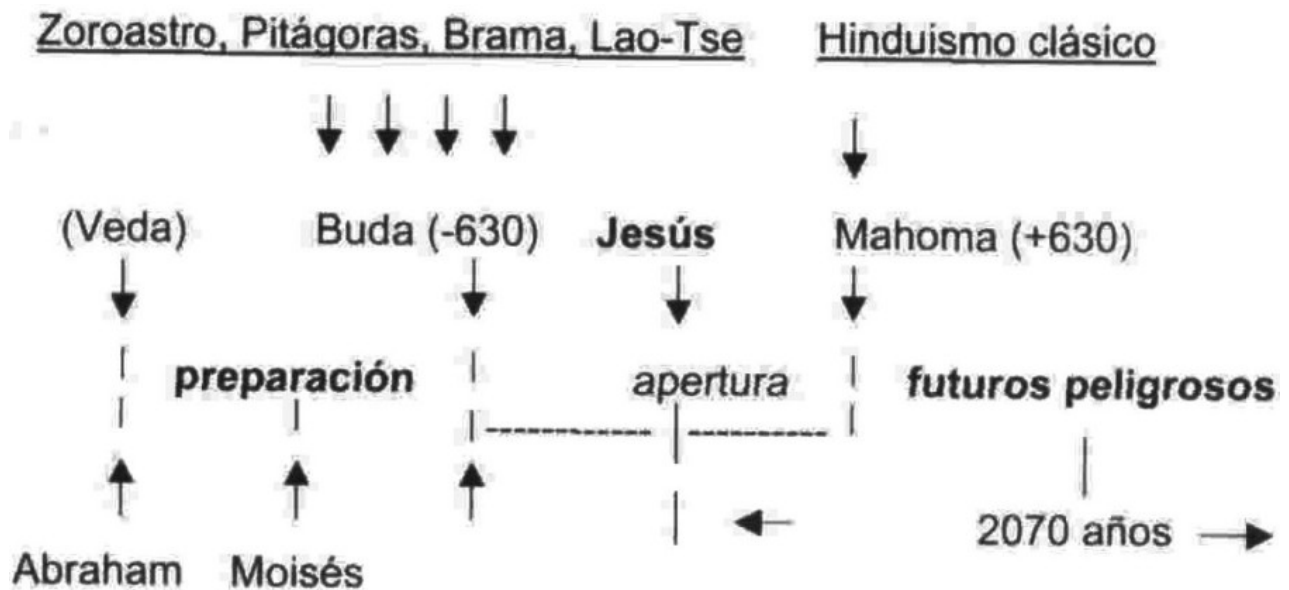 Zoroastro, Pitágoras, Brama, Lao-Tse Hinduismo clásico
(Veda) Buda (-630) Jesús Mahoma (+630)
preparación apertura futuros peligrosos
2070 años
Abraham Moisés